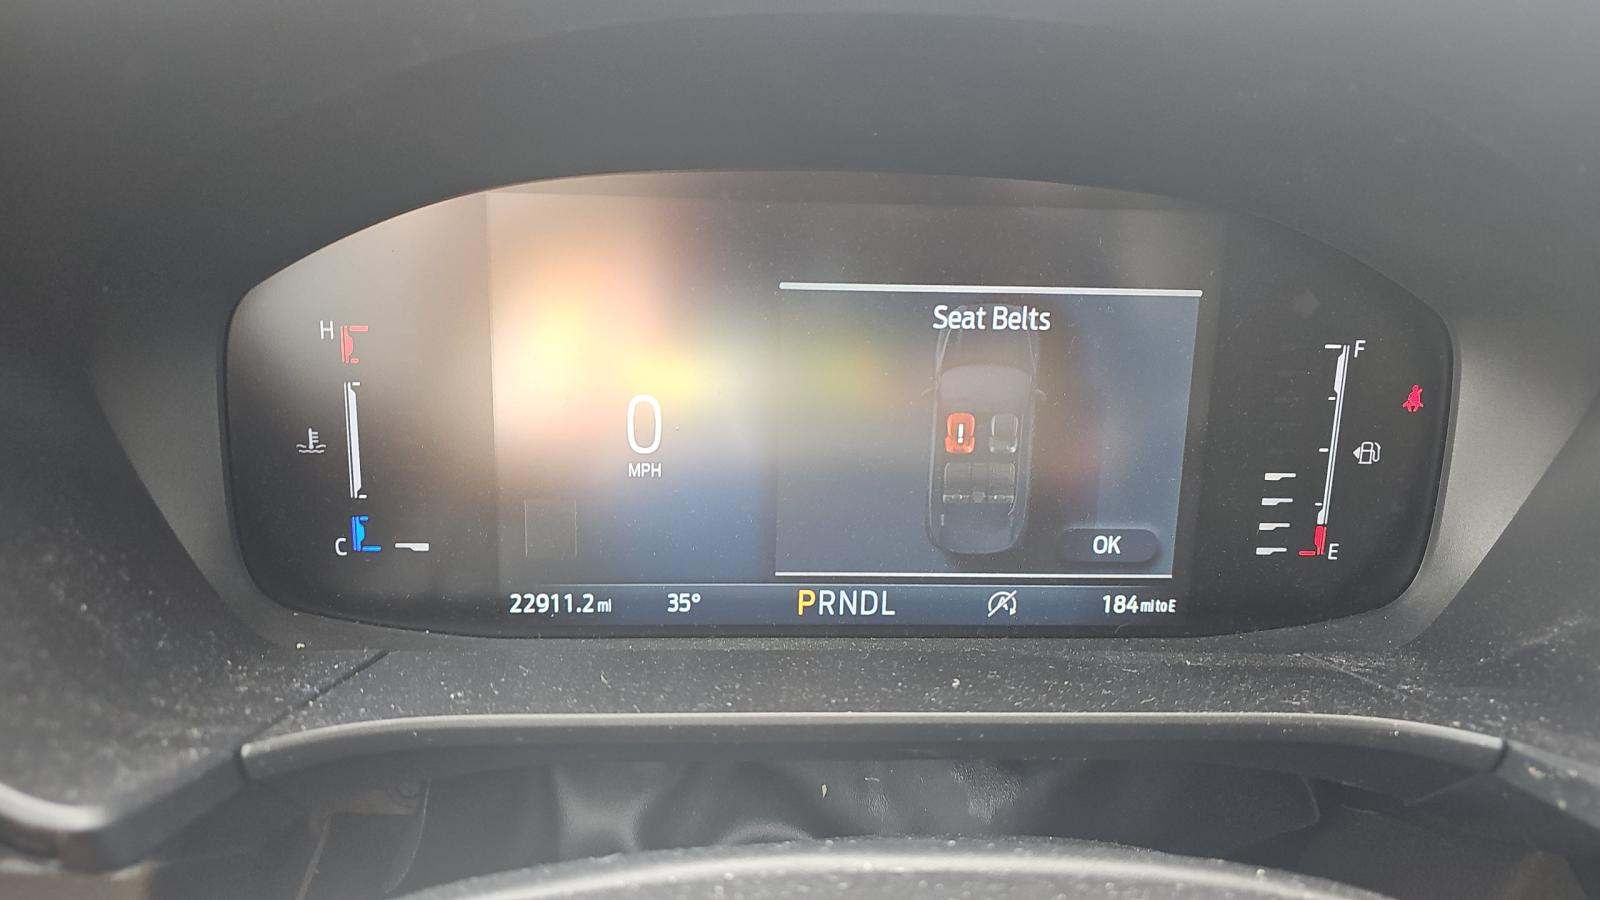 Seat Belts
H
F
0
MPH
OK
C
E
22911.2 mi
35°
PRNDL
A
184 mi to E